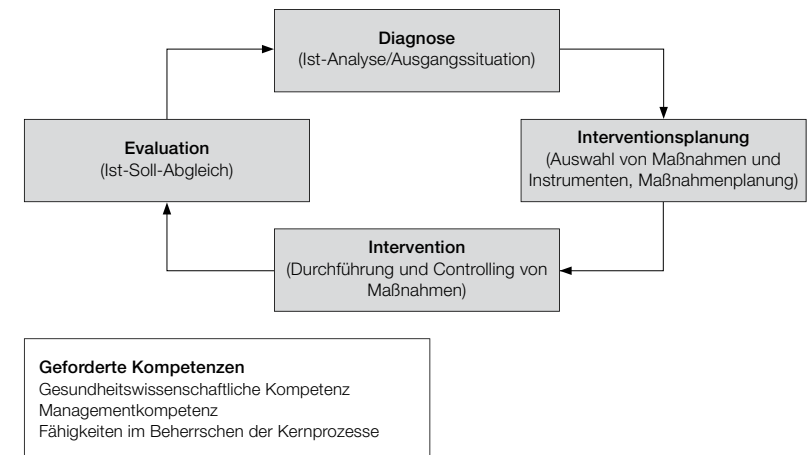 Diagnose
(Ist-Analyse/Ausgangssituation)
Interventionsplanung
(Auswahl von Maßnahmen und
Instrumenten, Maßnahmenplanung)
Evaluation
(Ist-Soll-Abgleich)
Intervention
(Durchführung und Controlling von
Maßnahmen)
Geforderte Kompetenzen
Gesundheitswissenschaftliche Kompetenz
Managementkompetenz
Fähigkeiten im Beherrschen der Kernprozesse